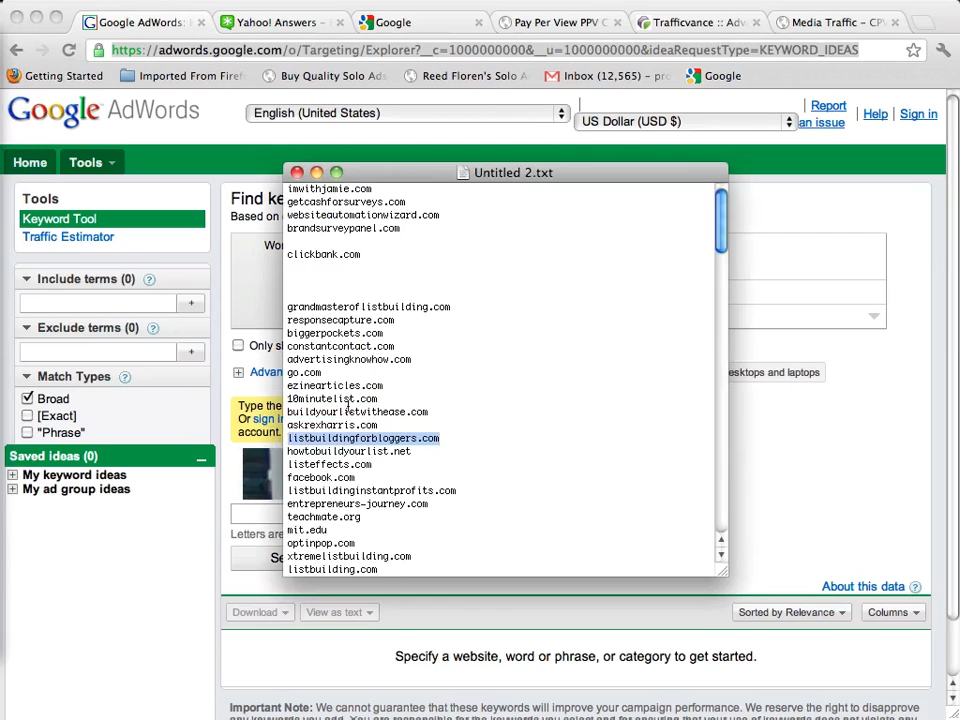 Google AdWords:
Yahoo! Answers -
Google
Pay Per View PPV C
Trafficvance :: Adv
Media Traffic - CPV
https://adwords.google.com/o/Targeting/Explorer?__c=1000000000&__u=1000000000&ideaRequestType=KEYWORD_IDEAS
Getting Started
Imported From Firef
Buy Quality Solo Ads
Reed Floren's Solo A
Inbox (12,565) - pro
Google
Google AdWords
English (United States)
US Dollar (USD $)
Report
an issue
Help
Sign in
Home
Tools
Untitled 2.txt
Tools
Keyword Tool
Traffic Estimator
Include terms (0)
+
Exclude terms (0)
+
Match Types
Broad
[Exact]
"Phrase"
Saved ideas (0)
My keyword ideas
My ad group ideas
Find ke
Based on
Wor
Only s
Advan
Type the
Or sign i
account.
Letters are
Se
imwithjamie.com
getcashforsurveys.com
websiteautomationwizard.com
brandsurveypanel.com
clickbank.com
grandmasteroflistbuilding.com
responsecapture.com
biggerpockets.com
constantcontact.com
advertisingknowhow.com
go.com
ezinearticles.com
10minutelist.com
buildyourlistwithease.com
askrexharris.com
listbuildingforbloggers.com
howtobuildyourlist.net
listeffects.com
facebook.com
listbuildinginstantprofits.com
entrepreneurs-journey.com
teachmate.org
mit.edu
optinpop.com
xtremelistbuilding.com
listbuilding.com
esktops and laptops
About this data
Download
View as text
Sorted by Relevance
Columns
Specify a website, word or phrase, or category to get started.
Important Note: We cannot guarantee that these keywords will improve your campaign performance. We reserve the right to disapprove